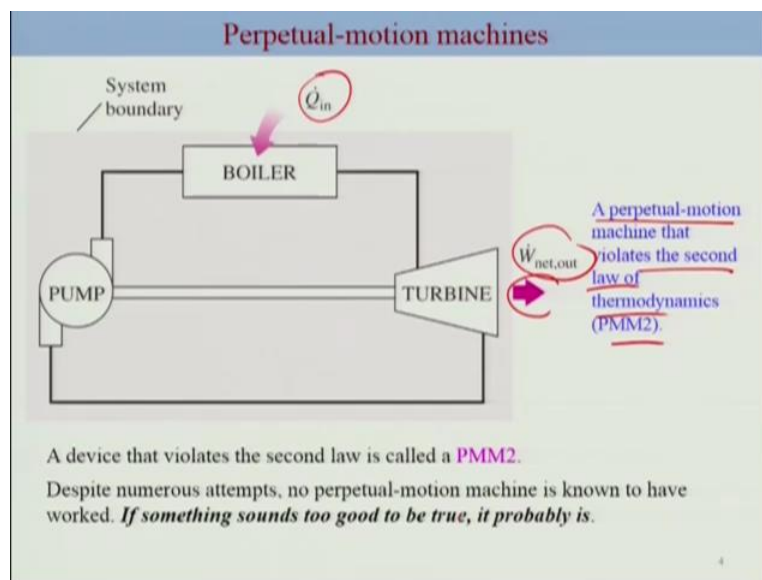 Perpetual-motion machines
System
boundary
Q̇in
BOILER
A perpetual-motion
machine that
violates the second
law of
thermodynamics
(PMM2).
Ẇnet,out
PUMP
TURBINE
A device that violates the second law is called a PMM2.
Despite numerous attempts, no perpetual-motion machine is known to have
worked. If something sounds too good to be true, it probably is.
4